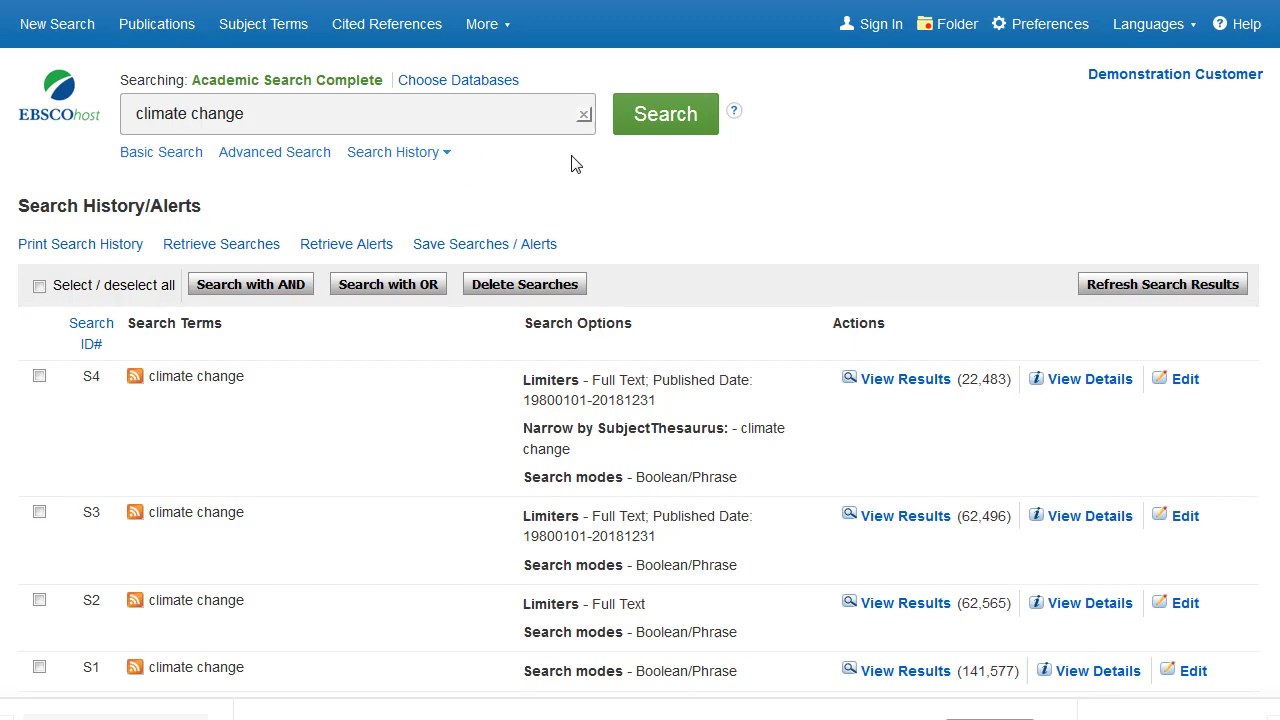 New Search Publications Subject Terms Cited References More Sign In Folder Preferences Languages Help
Searching: Academic Search Complete Choose Databases Demonstration Customer
EBSCOhost
climate change Search ?
Basic Search Advanced Search Search History
Search History/Alerts
Print Search History Retrieve Searches Retrieve Alerts Save Searches / Alerts
Select / deselect all Search with AND Search with OR Delete Searches Refresh Search Results
Search ID# Search Terms Search Options Actions
S4 climate change Limiters - Full Text; Published Date: View Results (22,483) View Details Edit
19800101-20181231
Narrow by SubjectThesaurus: - climate
change
Search modes - Boolean/Phrase
S3 climate change Limiters - Full Text; Published Date: View Results (62,496) View Details Edit
19800101-20181231
Search modes - Boolean/Phrase
S2 climate change Limiters - Full Text View Results (62,565) View Details Edit
Search modes - Boolean/Phrase
S1 climate change Search modes - Boolean/Phrase View Results (141,577) View Details Edit